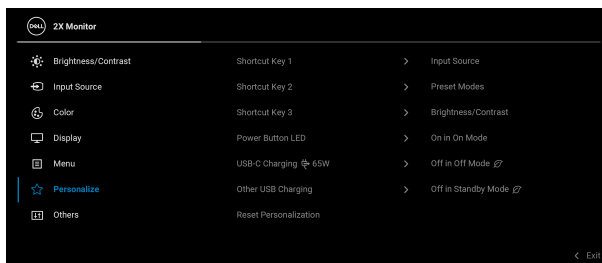 DELL 2X Monitor
Brightness/Contrast Shortcut Key 1 > Input Source
Input Source Shortcut Key 2 > Preset Modes
Color Shortcut Key 3 > Brightness/Contrast
Display Power Button LED > On in On Mode
Menu USB-C Charging 65W > Off in Off Mode
Personalize Other USB Charging > Off in Standby Mode
Others Reset Personalization
< Exit